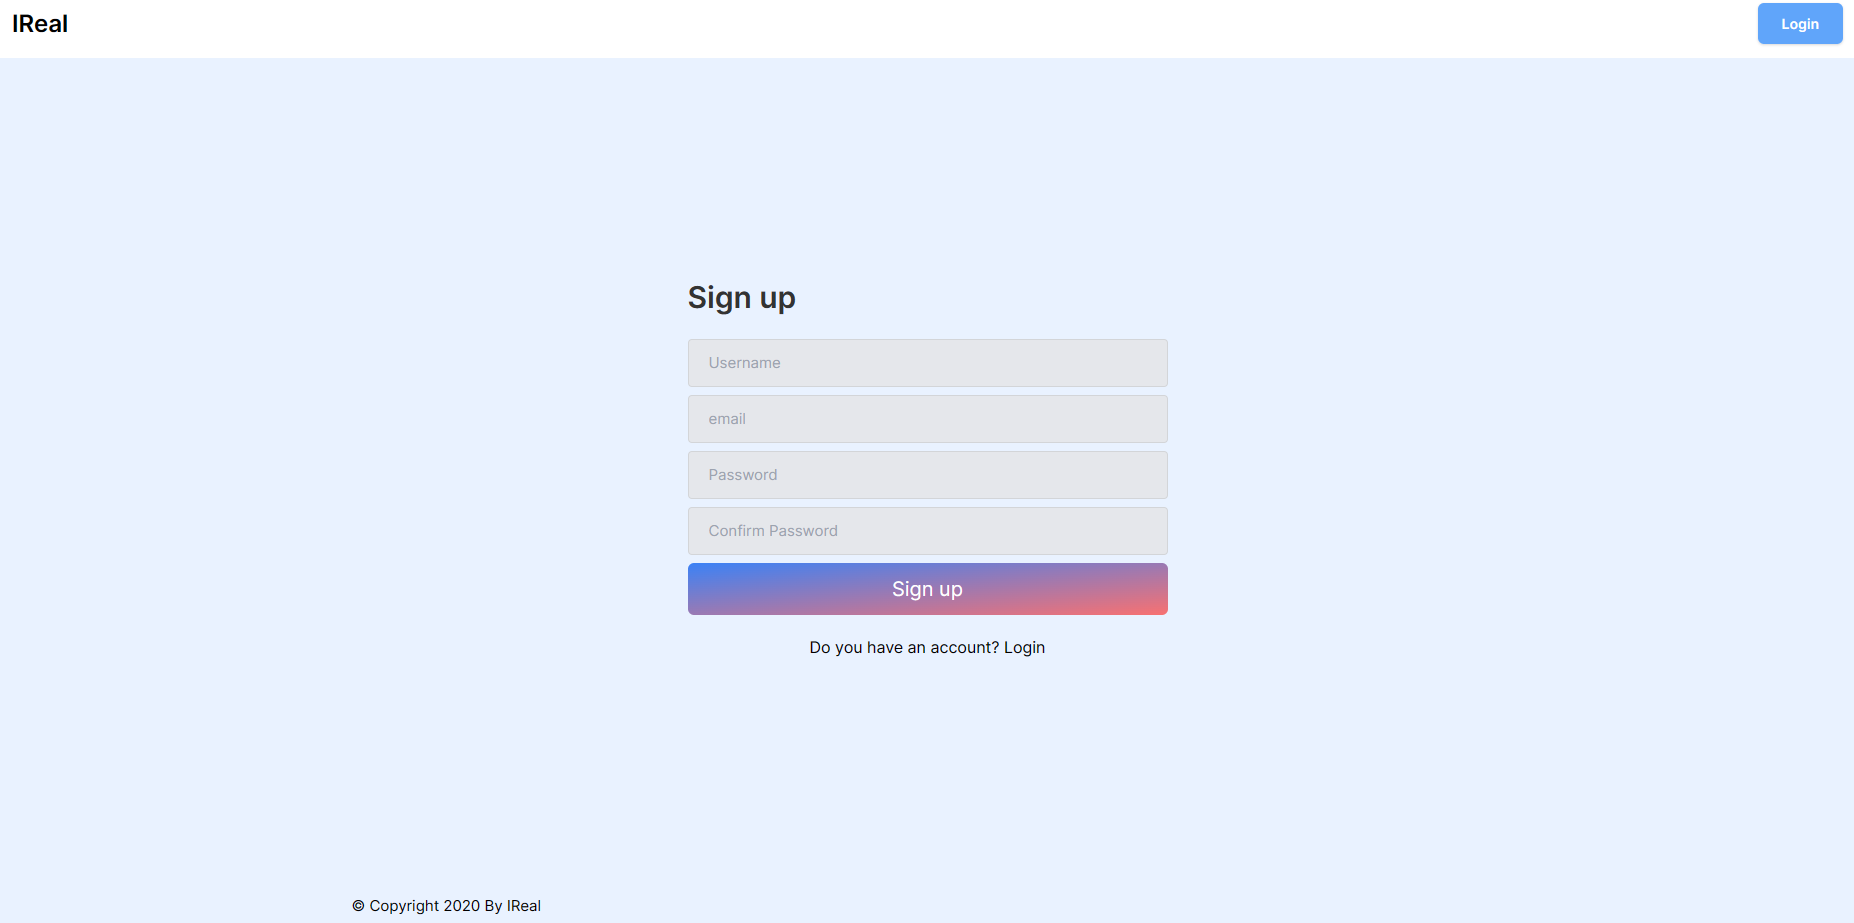 IReal
Login
Sign up
Username
email
Password
Confirm Password
Sign up
Do you have an account? Login
© Copyright 2020 By IReal